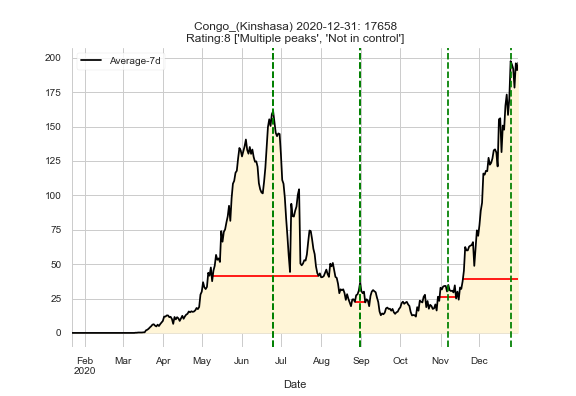 Congo_(Kinshasa) 2020-12-31: 17658
Rating:8 ['Multiple peaks', 'Not in control']
Average-7d
200
175
150
125
100
75
50
25
0
Feb Mar Apr May Jun Jul Aug Sep Oct Nov Dec
2020
Date